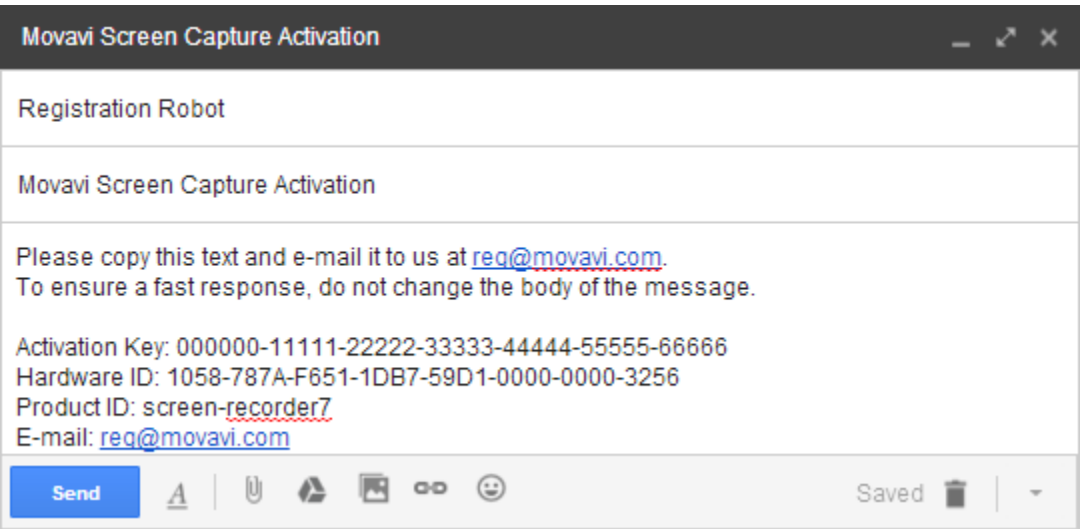 Movavi Screen Capture Activation
Registration Robot
Movavi Screen Capture Activation
Please copy this text and e-mail it to us at reg@movavi.com.
To ensure a fast response, do not change the body of the message.
Activation Key: 000000-11111-22222-33333-44444-55555-66666
Hardware ID: 1058-787A-F651-1DB7-59D1-0000-0000-3256
Product ID: screen-recorder7
E-mail: reg@movavi.com
Send A Saved